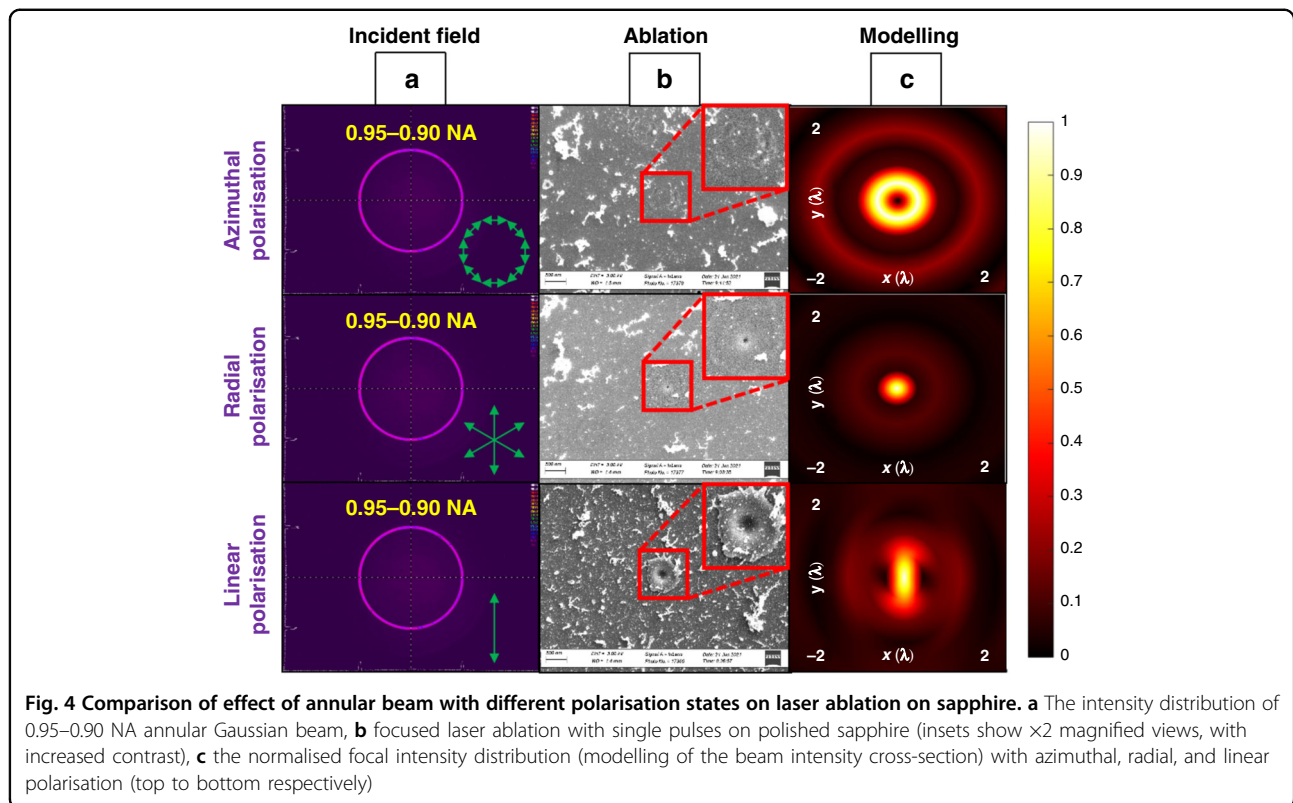 Incident field
Ablation
Modelling
a
b
c
Azimuthal
polarisation
0.95–0.90 NA
2
y (λ)
–2
x (λ)
2
Radial
polarisation
0.95–0.90 NA
2
y (λ)
–2
x (λ)
2
Linear
polarisation
0.95–0.90 NA
2
y (λ)
–2
x (λ)
2
1
0.9
0.8
0.7
0.6
0.5
0.4
0.3
0.2
0.1
0
Fig. 4 Comparison of effect of annular beam with different polarisation states on laser ablation on sapphire. a The intensity distribution of
0.95–0.90 NA annular Gaussian beam, b focused laser ablation with single pulses on polished sapphire (insets show ×2 magnified views, with
increased contrast), c the normalised focal intensity distribution (modelling of the beam intensity cross-section) with azimuthal, radial, and linear
polarisation (top to bottom respectively)